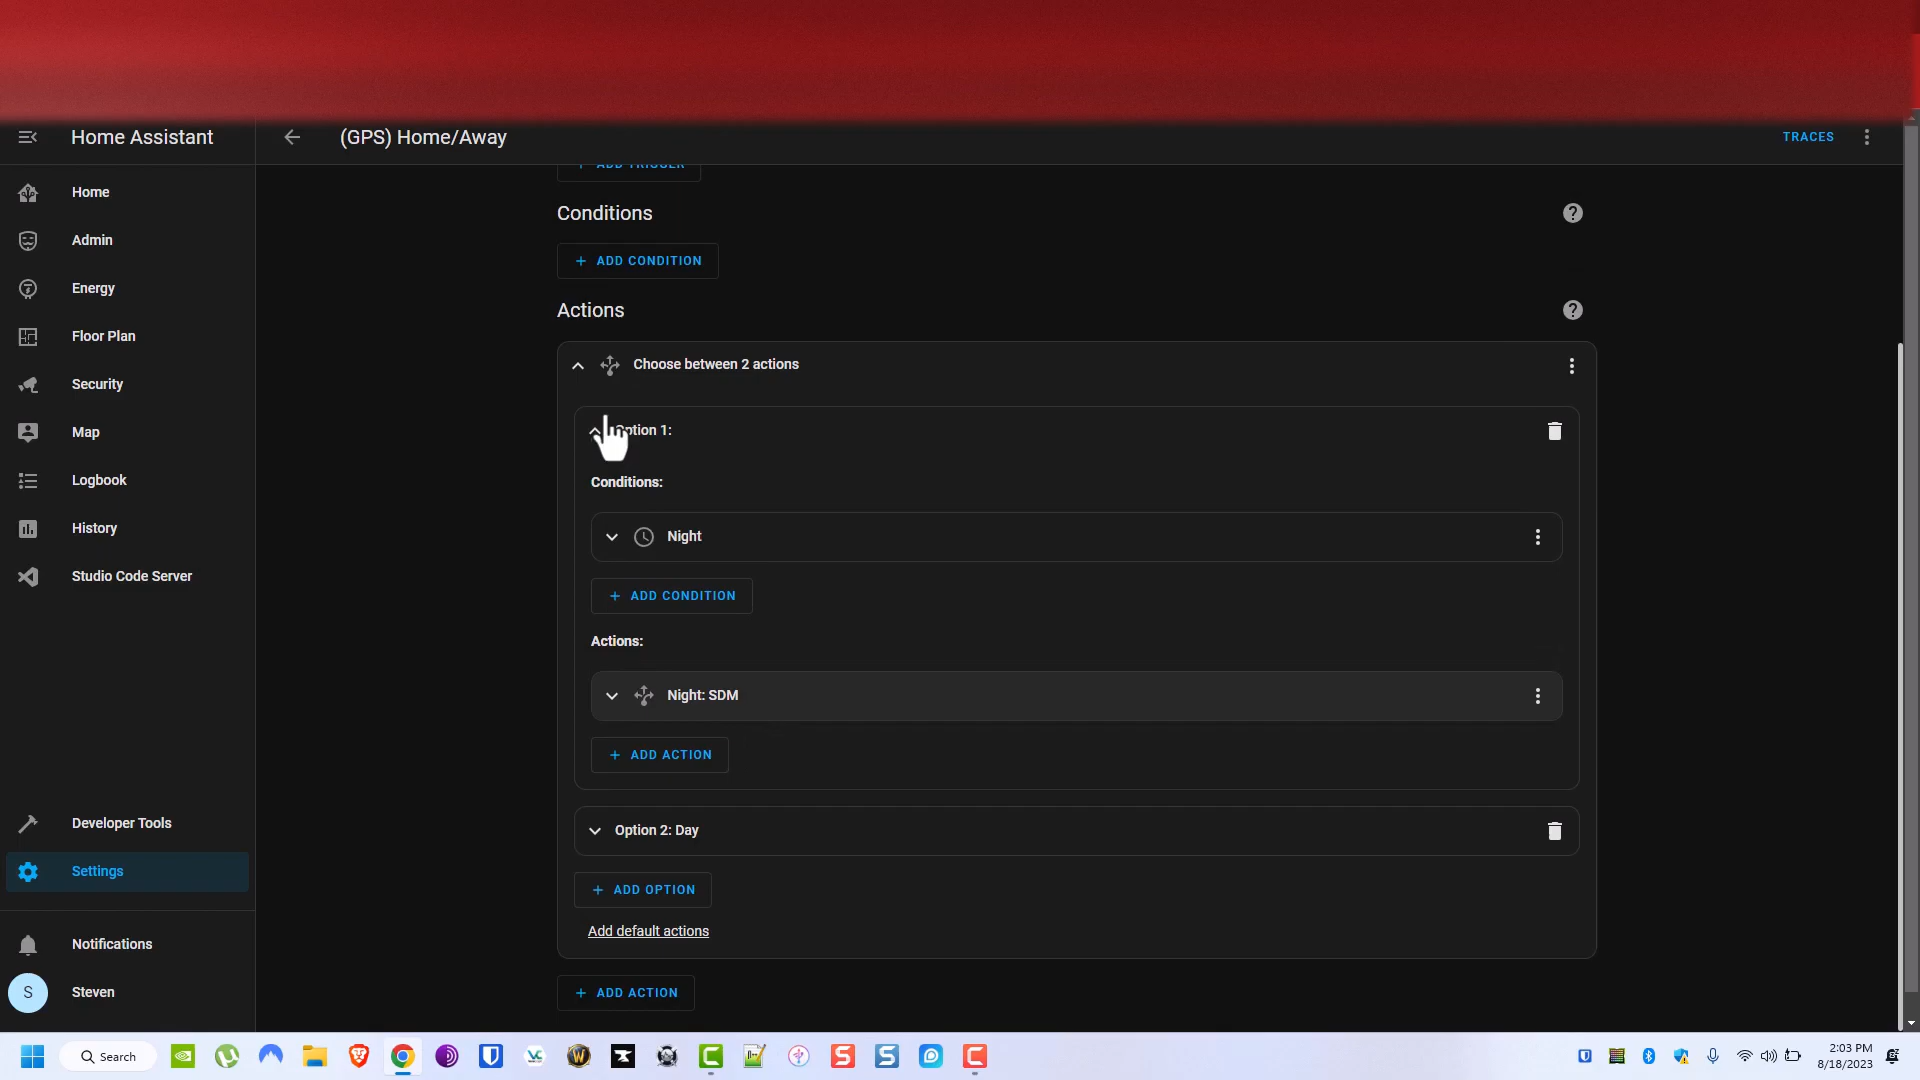 Home Assistant
(GPS) Home/Away
TRACES
Home
Admin
Energy
Floor Plan
Security
Map
Logbook
History
Studio Code Server
Developer Tools
Settings
Notifications
S
Steven
ADD TRIGGER
Conditions
?
+ ADD CONDITION
Actions
?
Choose between 2 actions
Option 1:
Conditions:
Night
+ ADD CONDITION
Actions:
Night: SDM
+ ADD ACTION
Option 2: Day
+ ADD OPTION
Add default actions
+ ADD ACTION
Search
2:03 PM
8/18/2023